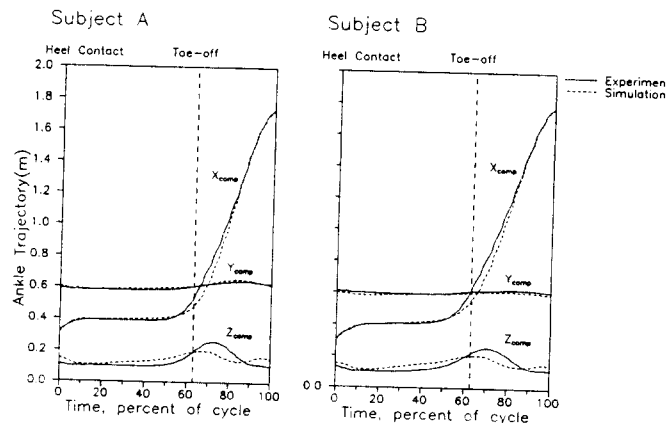 Subject A
Subject B
Heel Contact
Toe-off
Heel Contact
Toe-off
Experimen
Simulation
2.0
1.8
1.6
1.4
1.2
1.0
0.8
0.6
0.4
0.2
0.0
Ankle Trajectory(m)
Xcomp
Ycomp
Zcomp
0 20 40 60 80 100
Time, percent of cycle
Xcomp
Ycomp
Zcomp
0.0
0 20 40 60 80 100
Time, percent of cycle